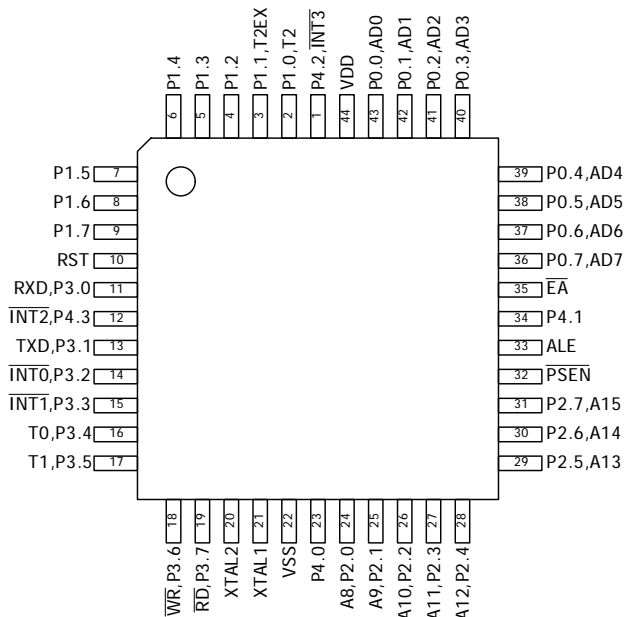 P1.4
P1.3
P1.2
P1.1,T2EX
P1.0,T2
P4.2,INT3
VDD
P0.0,AD0
P0.1,AD1
P0.2,AD2
P0.3,AD3
6
5
4
3
2
1
44
43
42
41
40
P1.5 7
P1.6 8
P1.7 9
RST 10
RXD,P3.0 11
INT2,P4.3 12
TXD,P3.1 13
INT0,P3.2 14
INT1,P3.3 15
T0,P3.4 16
T1,P3.5 17
39 P0.4,AD4
38 P0.5,AD5
37 P0.6,AD6
36 P0.7,AD7
35 EA
34 P4.1
33 ALE
32 PSEN
31 P2.7,A15
30 P2.6,A14
29 P2.5,A13
18
19
20
21
22
23
24
25
26
27
28
WR,P3.6
RD,P3.7
XTAL2
XTAL1
VSS
P4.0
A8,P2.0
A9,P2.1
A10,P2.2
A11,P2.3
A12,P2.4